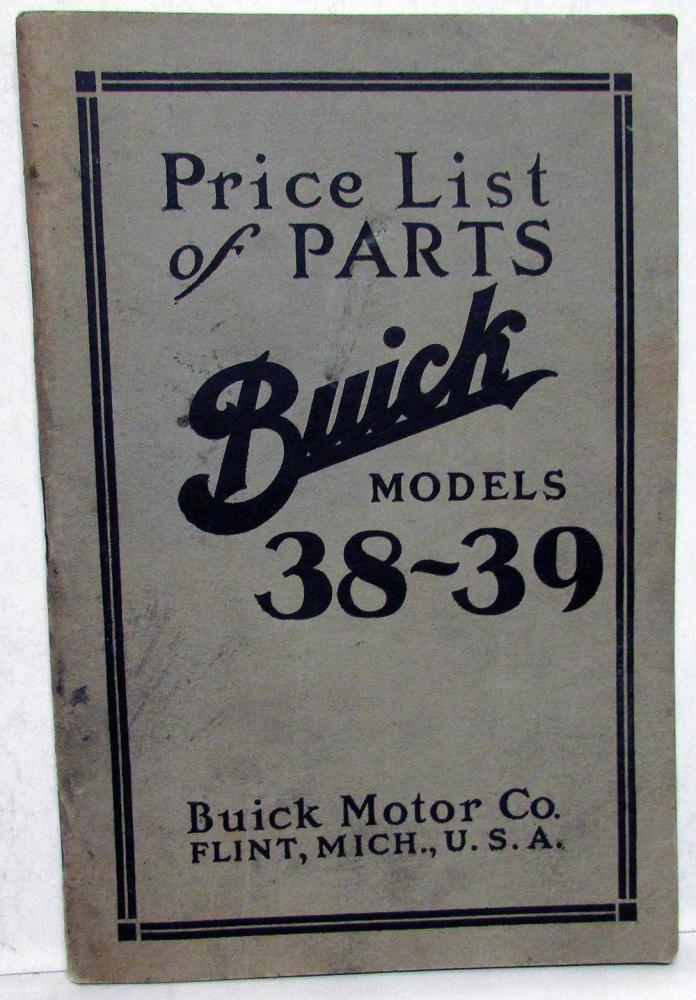 Price List
of PARTS
Buick
MODELS
38~39
Buick Motor Co.
FLINT, MICH., U. S. A.